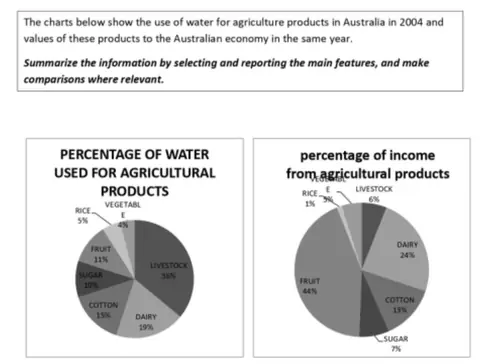 The charts below show the use of water for agriculture products in Australia in 2004 and
values of these products to the Australian economy in the same year.
Summarize the information by selecting and reporting the main features, and make
comparisons where relevant.
PERCENTAGE OF WATER
USED FOR AGRICULTURAL
PRODUCTS
VEGETABL
E
4%
RICE
5%
FRUIT
11%
SUGAR
10%
COTTON
15%
DAIRY
19%
LIVESTOCK
36%
percentage of income
from agricultural products
VEGETABL
E
RICE
1%
LIVESTOCK
6%
DAIRY
24%
FRUIT
44%
COTTON
SUGAR
7%